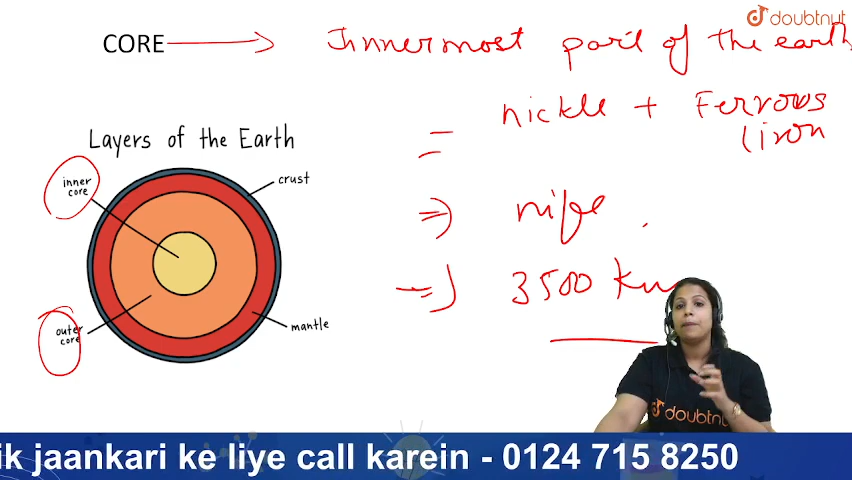 doubtnut
CORE
Innermost part of the earth
nickle + Ferrous
(iron
Layers of the Earth
inner
core
crust
nife
3500 Km
outer
core
mantle
doubtnut
ik jaankari ke liye call karein - 0124 715 8250